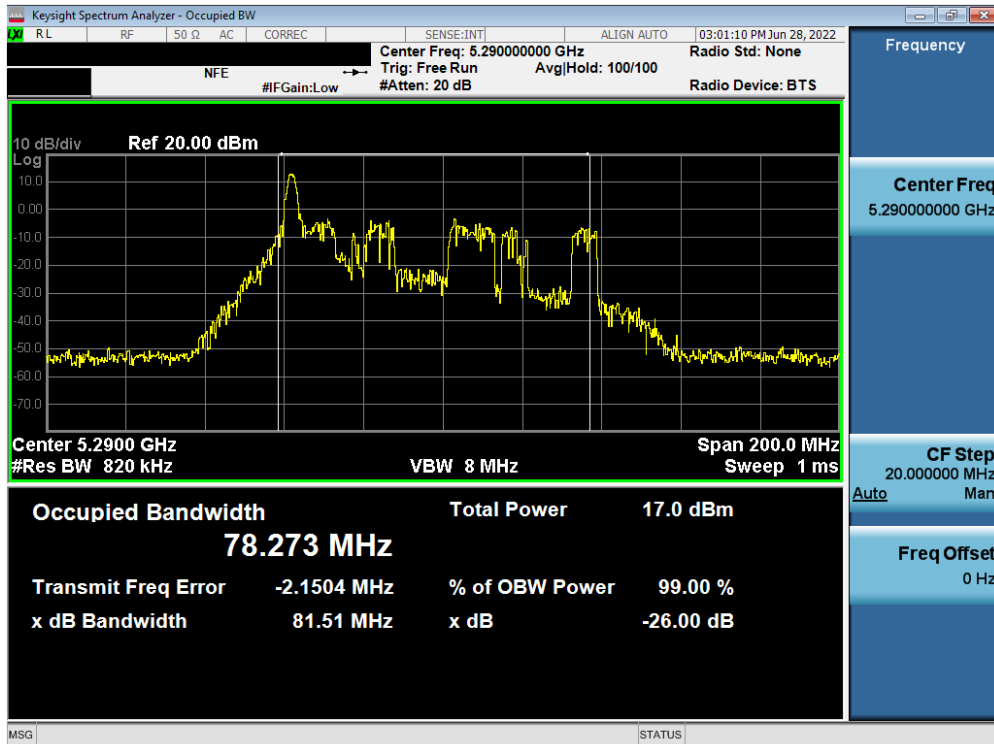 Keysight Spectrum Analyzer - Occupied BW
LXI RL RF 50 Ω AC CORREC SENSE:INT ALIGN AUTO 03:01:10 PM Jun 28, 2022
Center Freq: 5.290000000 GHz Radio Std: None
NFE Trig: Free Run Avg|Hold: 100/100
#IFGain:Low #Atten: 20 dB Radio Device: BTS
10 dB/div Ref 20.00 dBm
Log
10.0
0.00
-10.0
-20.0
-30.0
-40.0
-50.0
-60.0
-70.0
Center 5.2900 GHz Span 200.0 MHz
#Res BW 820 kHz VBW 8 MHz Sweep 1 ms
Occupied Bandwidth Total Power 17.0 dBm
78.273 MHz
Transmit Freq Error -2.1504 MHz % of OBW Power 99.00 %
x dB Bandwidth 81.51 MHz x dB -26.00 dB
Frequency
Center Freq
5.290000000 GHz
CF Step
20.000000 MHz
Auto Man
Freq Offset
0 Hz
MSG STATUS